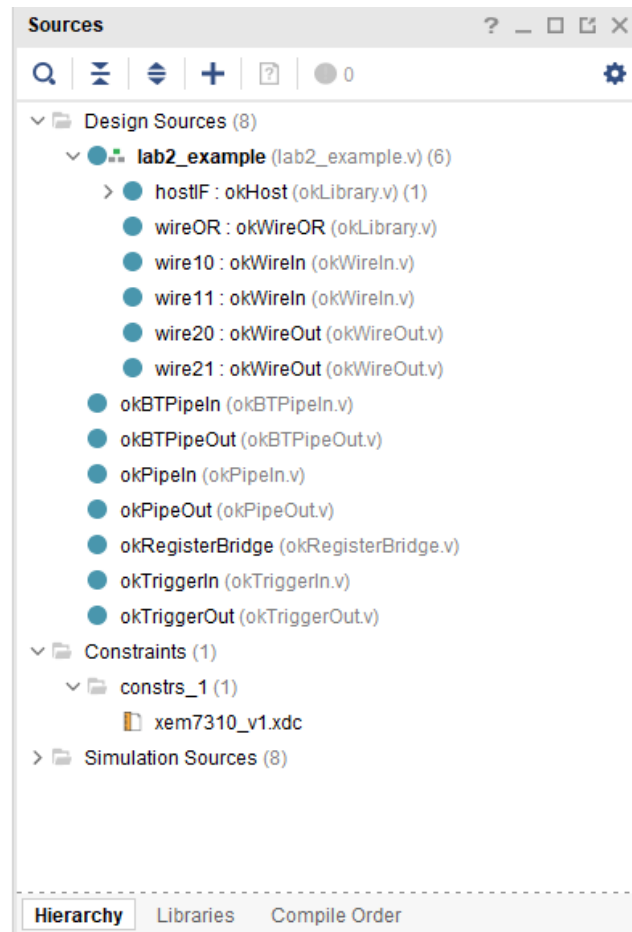 Sources
0
Design Sources (8)
lab2_example (lab2_example.v) (6)
hostIF : okHost (okLibrary.v) (1)
wireOR : okWireOR (okLibrary.v)
wire10 : okWireIn (okWireIn.v)
wire11 : okWireIn (okWireIn.v)
wire20 : okWireOut (okWireOut.v)
wire21 : okWireOut (okWireOut.v)
okBTPipeIn (okBTPipeIn.v)
okBTPipeOut (okBTPipeOut.v)
okPipeIn (okPipeIn.v)
okPipeOut (okPipeOut.v)
okRegisterBridge (okRegisterBridge.v)
okTriggerIn (okTriggerIn.v)
okTriggerOut (okTriggerOut.v)
Constraints (1)
constrs_1 (1)
xem7310_v1.xdc
Simulation Sources (8)
Hierarchy Libraries Compile Order